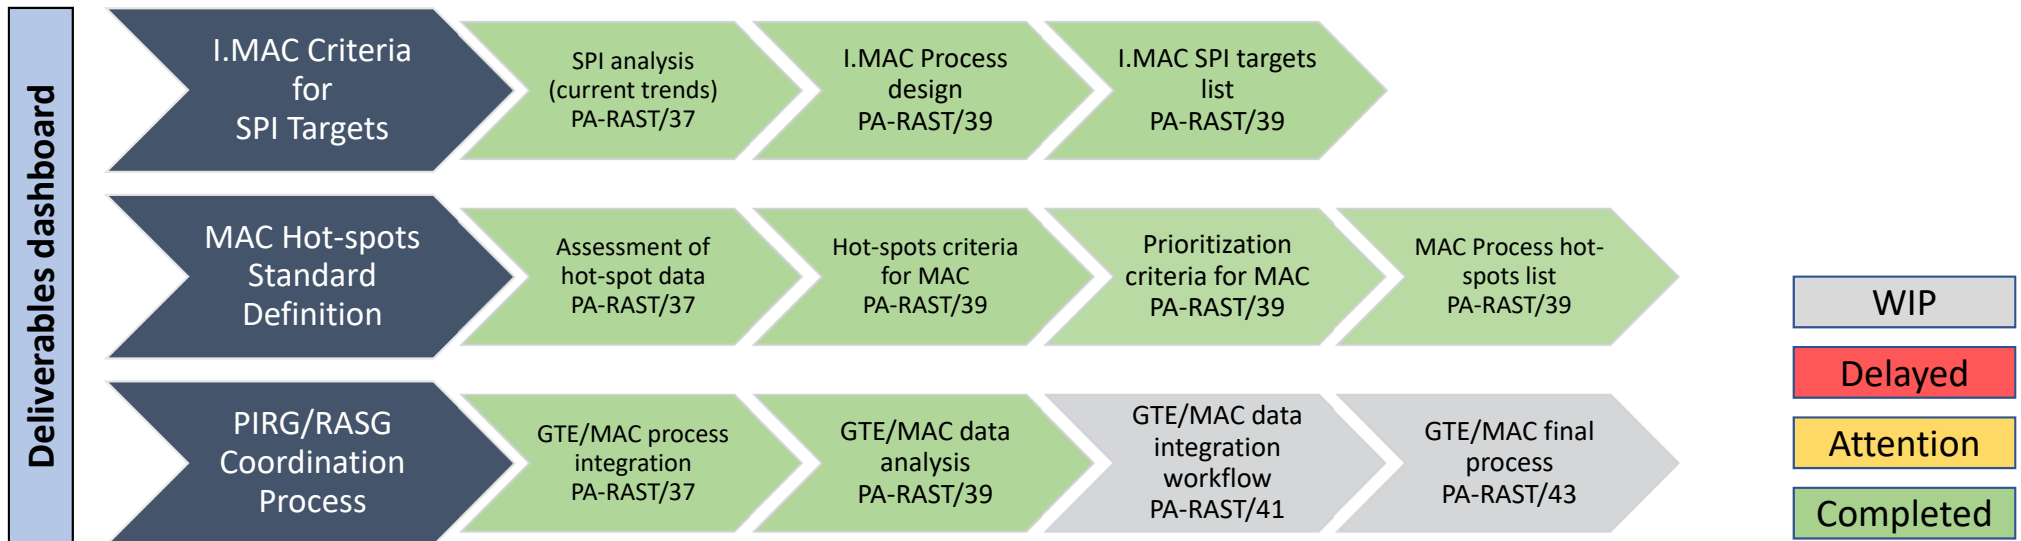 Deliverables dashboard
I.MAC Criteria
for
SPI Targets
SPI analysis
(current trends)
PA-RAST/37
I.MAC Process
design
PA-RAST/39
I.MAC SPI targets
list
PA-RAST/39
MAC Hot-spots
Standard
Definition
Assessment of
hot-spot data
PA-RAST/37
Hot-spots criteria
for MAC
PA-RAST/39
Prioritization
criteria for MAC
PA-RAST/39
MAC Process hot-
spots list
PA-RAST/39
PIRG/RASG
Coordination
Process
GTE/MAC process
integration
PA-RAST/37
GTE/MAC data
analysis
PA-RAST/39
GTE/MAC data
integration
workflow
PA-RAST/41
GTE/MAC final
process
PA-RAST/43
WIP
Delayed
Attention
Completed